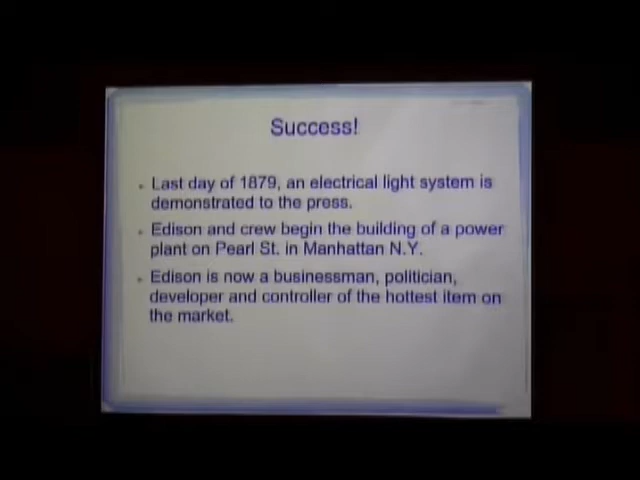 Success!
Last day of 1879, an electrical light system is
demonstrated to the press.
Edison and crew begin the building of a power
plant on Pearl St. in Manhattan N.Y.
Edison is now a businessman, politician,
developer and controller of the hottest item on
the market.